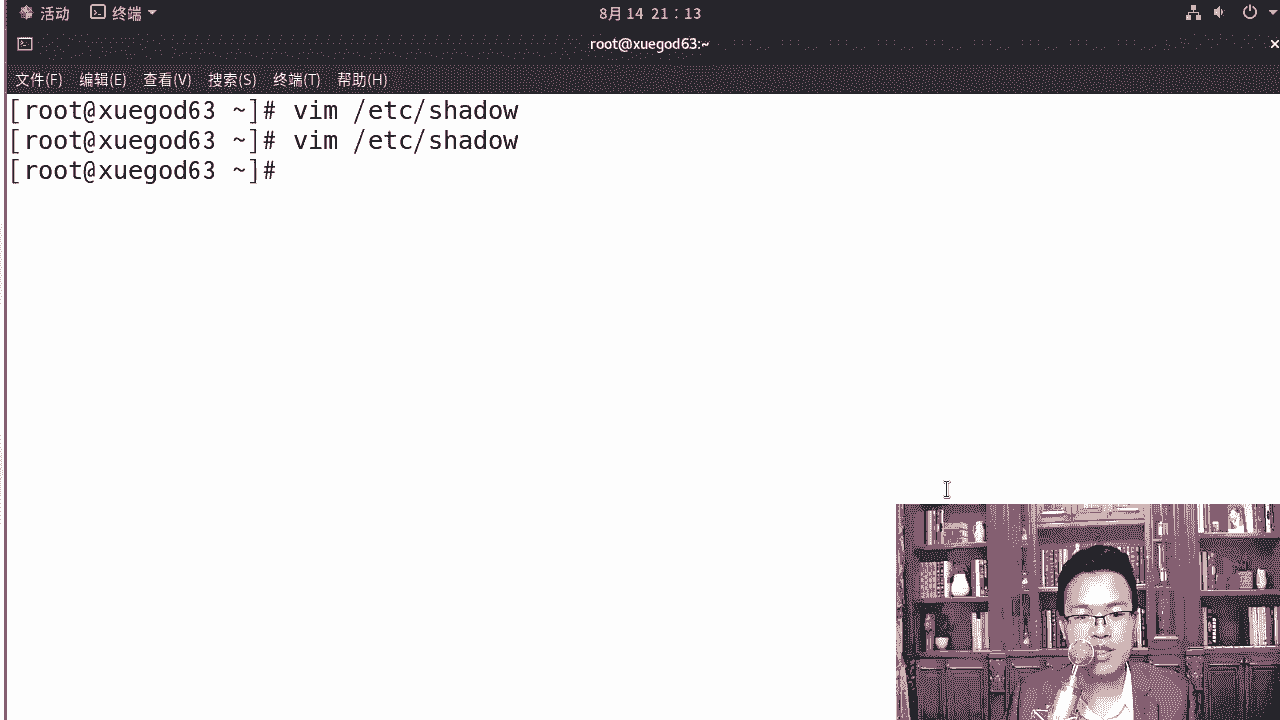 活动 终端 8月 14 21：13
root@xuegod63:~
文件(F) 编辑(E) 查看(V) 搜索(S) 终端(T) 帮助(H)
[root@xuegod63 ~]# vim /etc/shadow
[root@xuegod63 ~]# vim /etc/shadow
[root@xuegod63 ~]#